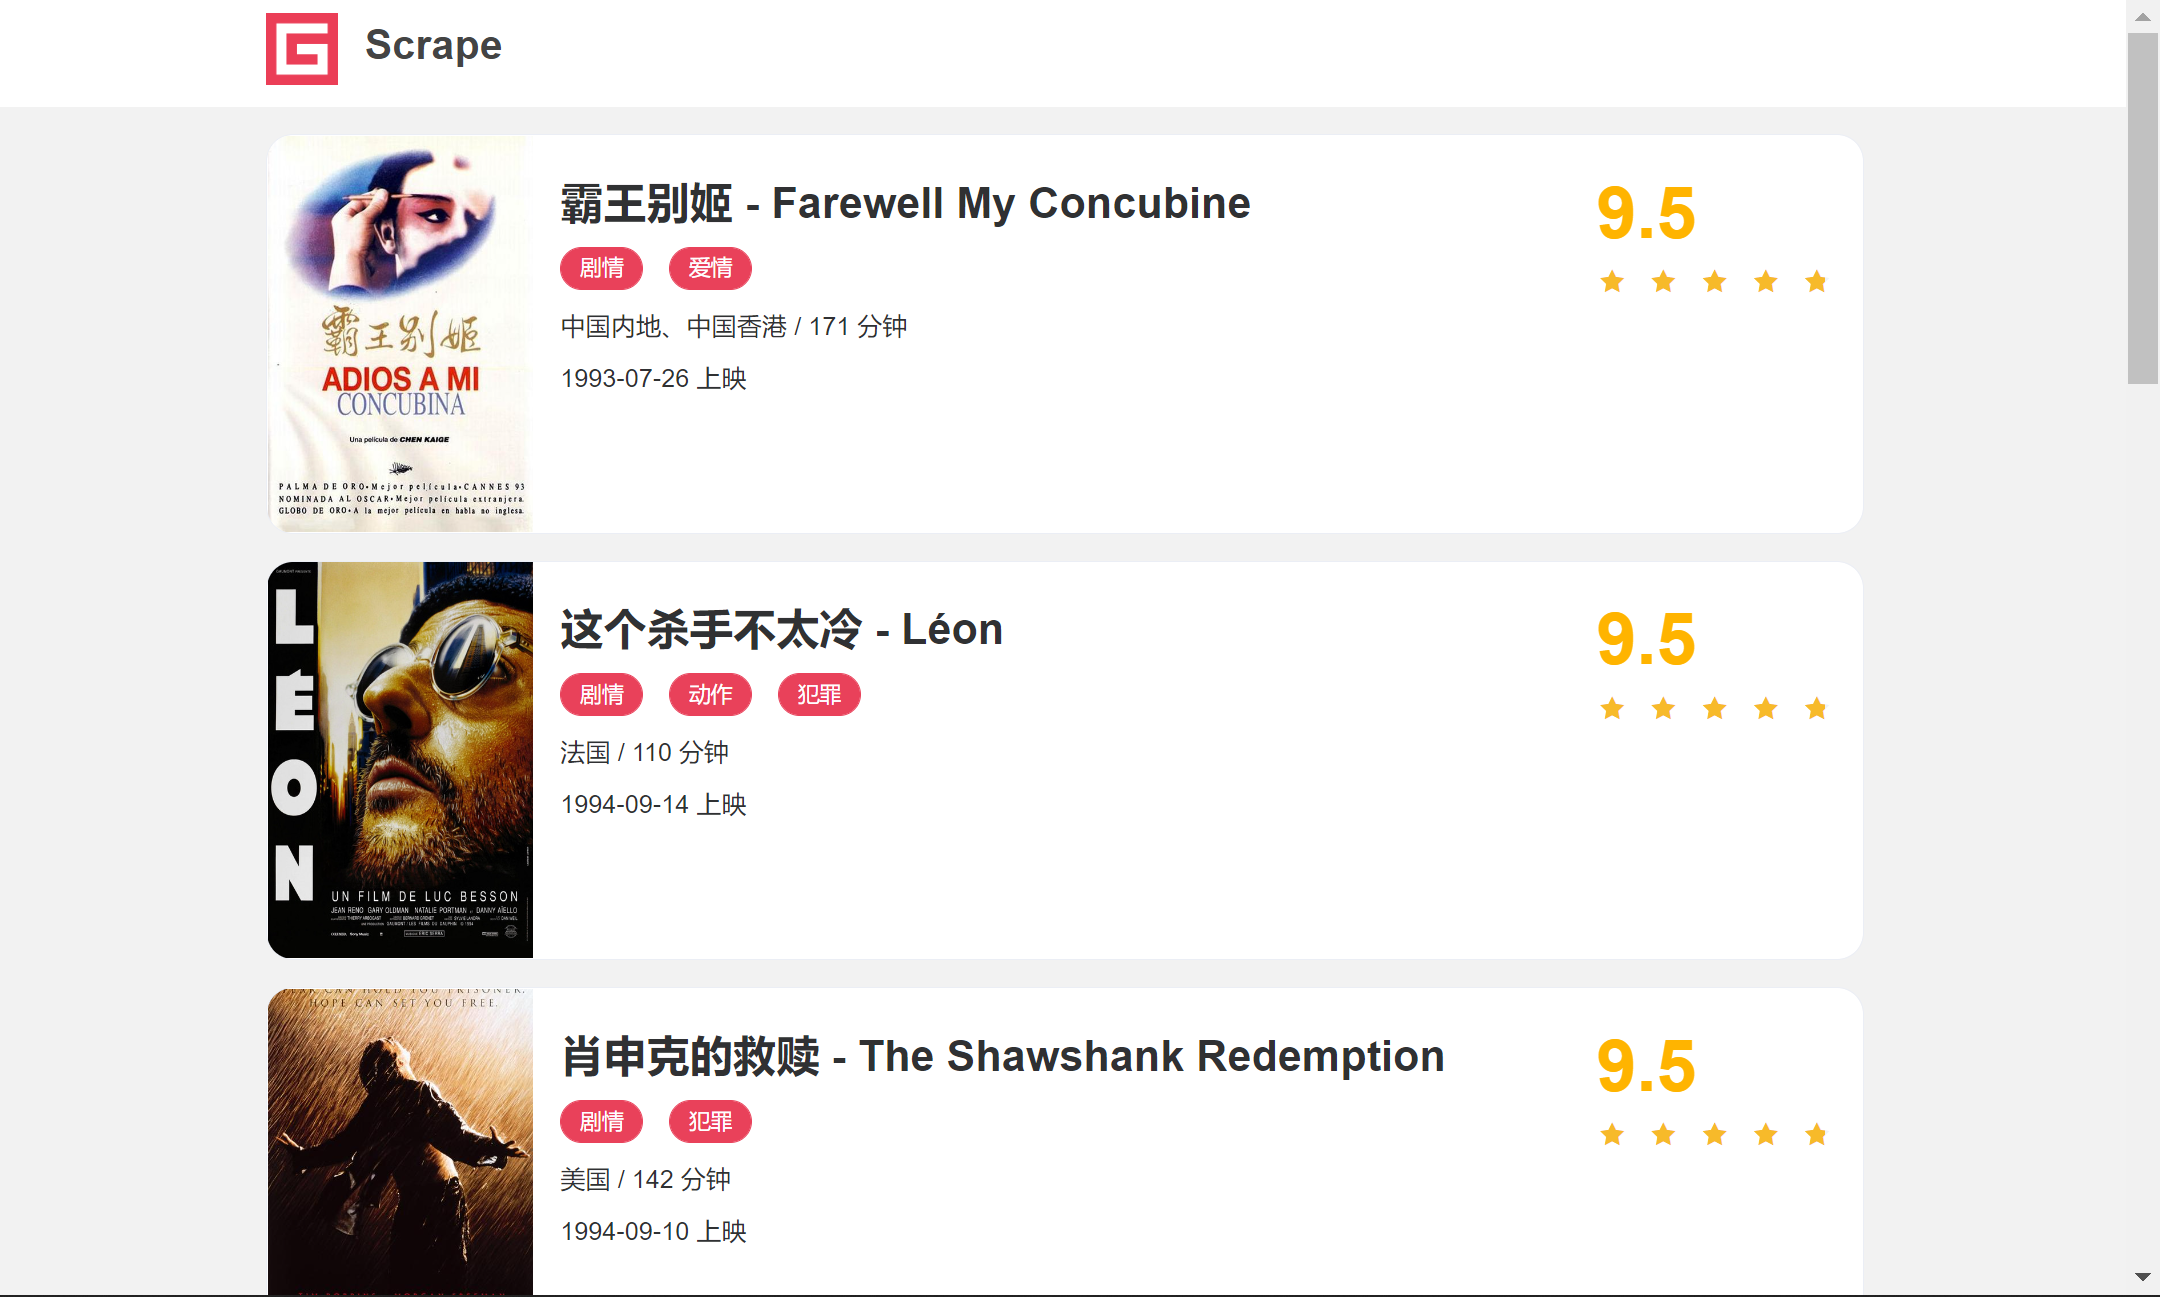 Scrape
霸王别姬 - Farewell My Concubine
9.5
剧情 爱情
中国内地、中国香港 / 171 分钟
1993-07-26 上映
霸王别姬
ADIOS A MI
CONCUBINA
Una película de CHEN KAIGE
PALMA DE ORO•Mejor película•CANNES 93
NOMINADA AL OSCAR•Mejor película extranjera.
GLOBO DE ORO•A la mejor película en habla no inglesa.
这个杀手不太冷 - Léon
9.5
剧情 动作 犯罪
法国 / 110 分钟
1994-09-14 上映
LÉON
UN FILM DE LUC BESSON
JEAN RENO GARY OLDMAN NATALIE PORTMAN ET DANNY AIELLO
HOPE CAN SET YOU FREE.
肖申克的救赎 - The Shawshank Redemption
9.5
剧情 犯罪
美国 / 142 分钟
1994-09-10 上映